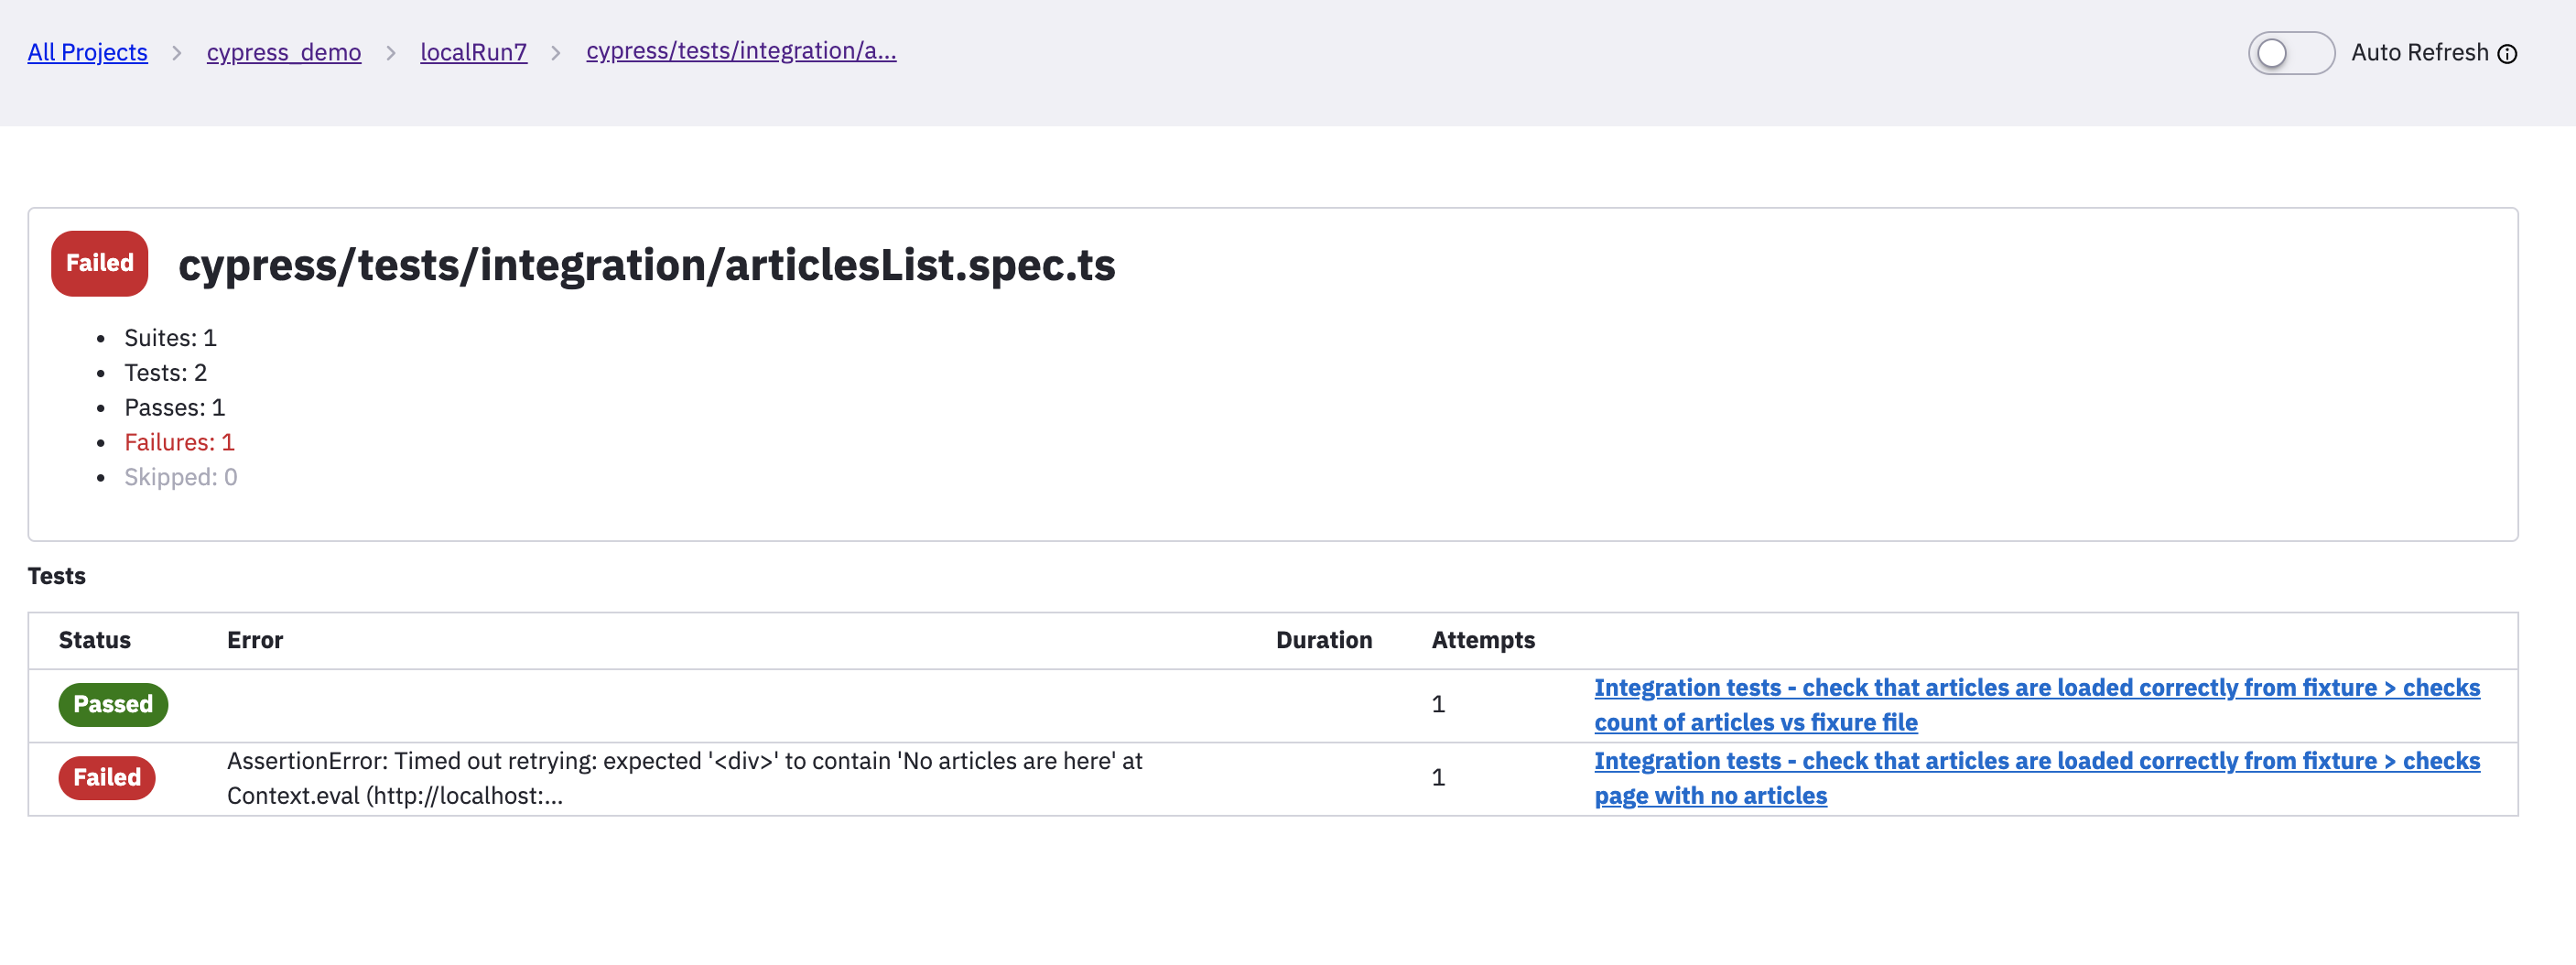 All Projects > cypress_demo > localRun7 > cypress/tests/integration/a...
Auto Refresh
Failed
cypress/tests/integration/articlesList.spec.ts
Suites: 1
Tests: 2
Passes: 1
Failures: 1
Skipped: 0
Tests
Status Error Duration Attempts
Passed
1
Integration tests - check that articles are loaded correctly from fixture > checks
count of articles vs fixure file
Failed
AssertionError: Timed out retrying: expected '<div>' to contain 'No articles are here' at
Context.eval (http://localhost:...
1
Integration tests - check that articles are loaded correctly from fixture > checks
page with no articles